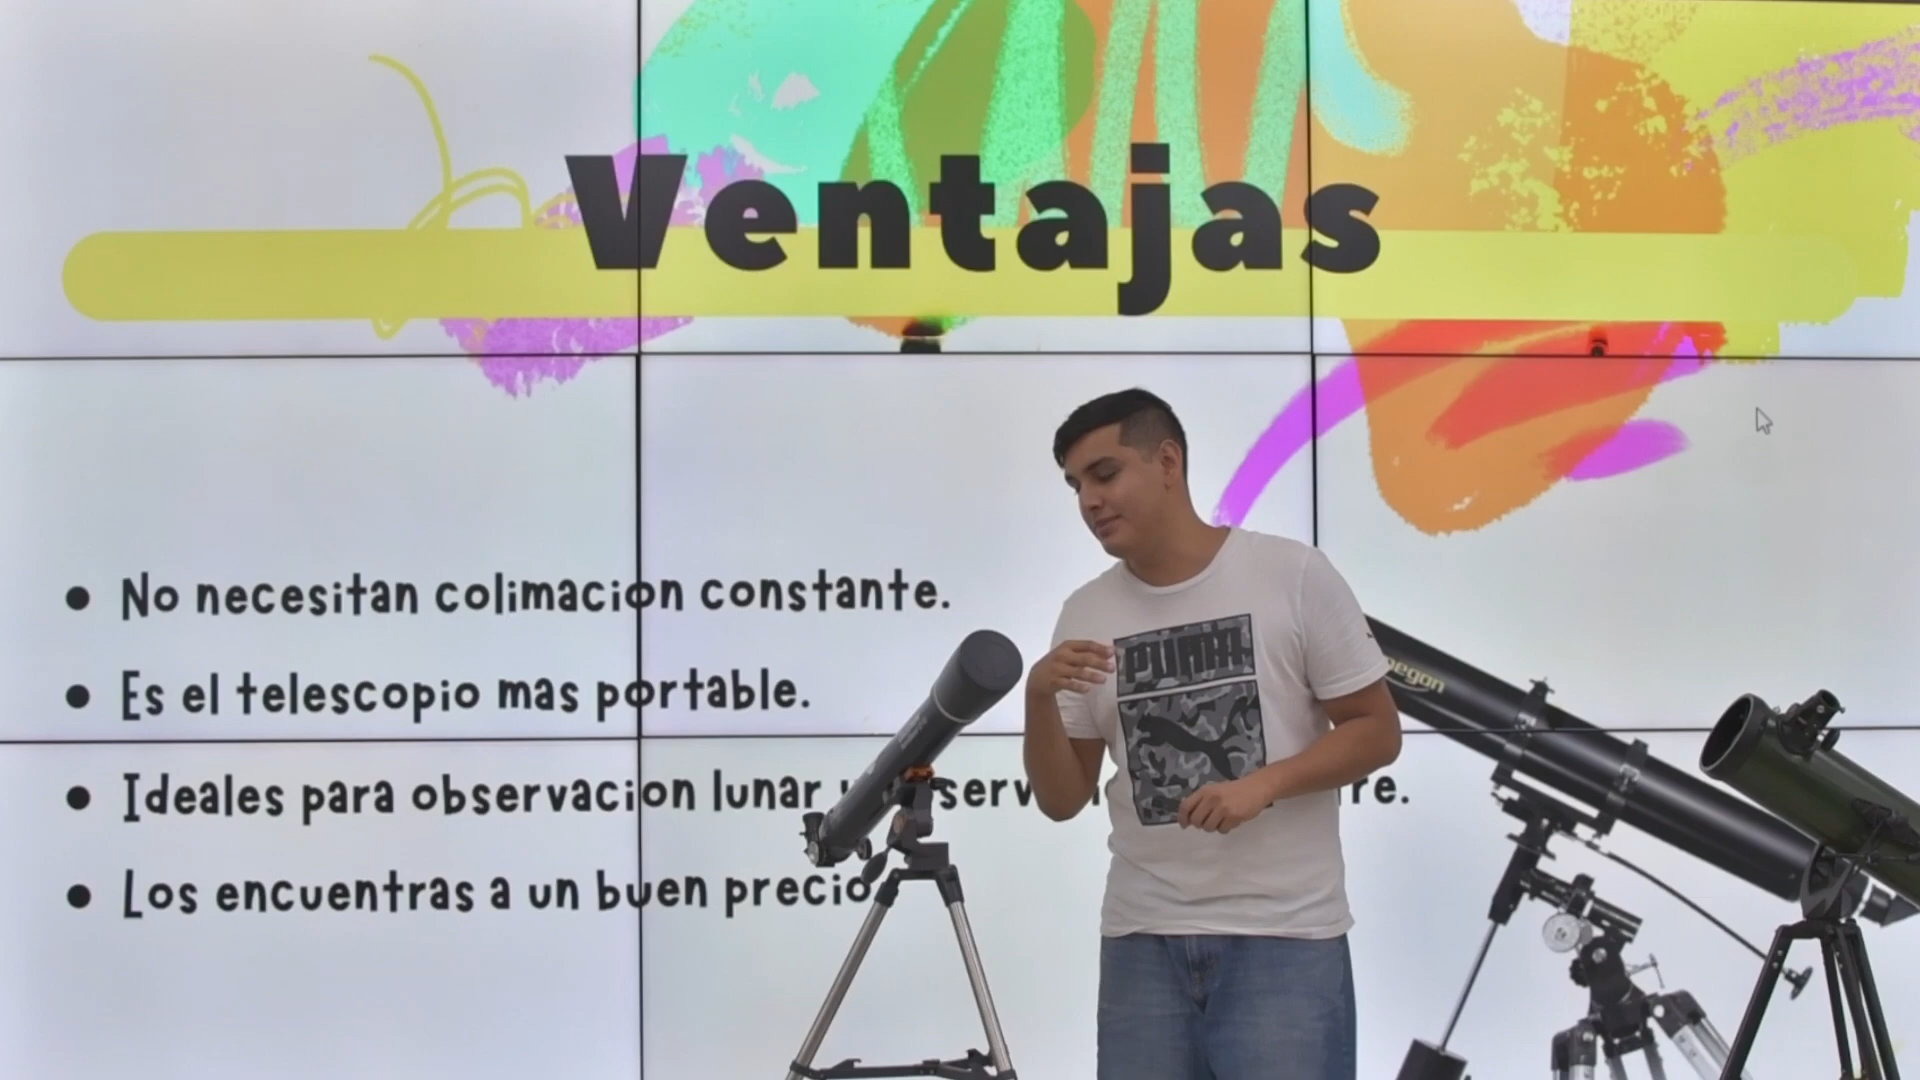 Ventajas
• No necesitan colimacion constante.
• Es el telescopio mas portable.
• Ideales para observacion lunar
• Los encuentras a un buen precio
PUMA